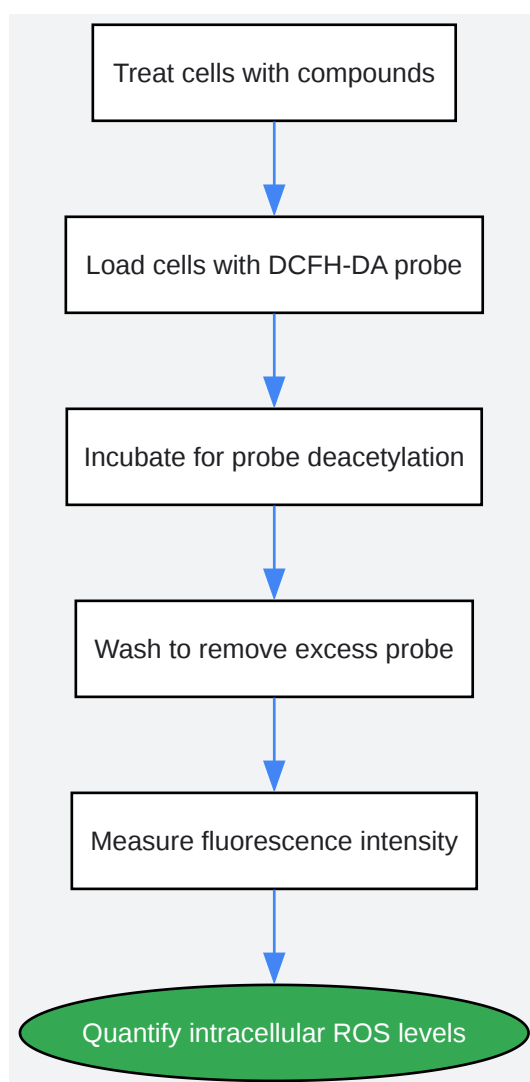 Treat cells with compounds
Load cells with DCFH-DA probe
Incubate for probe deacetylation
Wash to remove excess probe
Measure fluorescence intensity
Quantify intracellular ROS levels